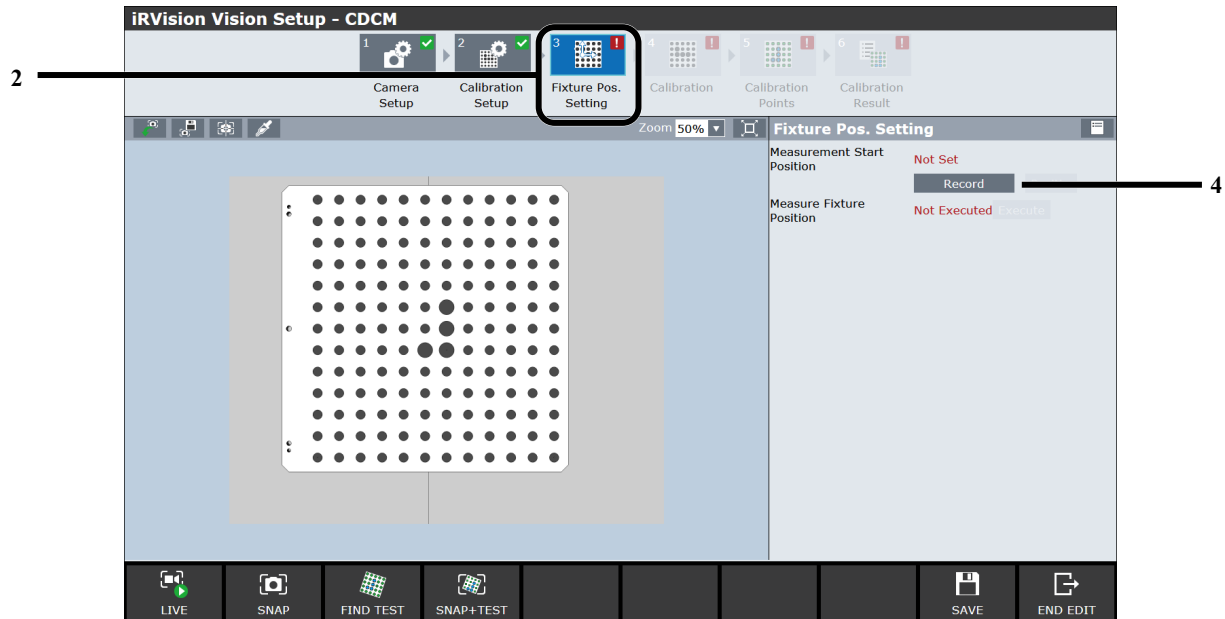 iRVision Vision Setup - CDCM
1
2
3
!
4
!
5
!
6
!
Camera
Setup
Calibration
Setup
Fixture Pos.
Setting
Calibration
Calibration
Points
Calibration
Result
2
Zoom 50%
Fixture Pos. Setting
Measurement Start
Position
Not Set
Record
4
Measure Fixture
Position
Not Executed Execute
LIVE
SNAP
FIND TEST
SNAP+TEST
SAVE
END EDIT